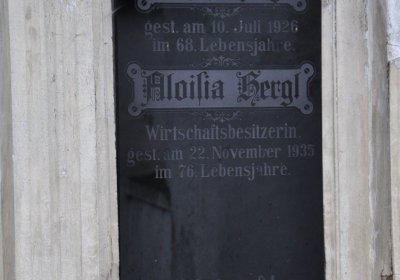 gest. am 10. Juli 1926
im 68. Lebensjahre.
Aloisia Hergl
Wirtschaftsbesitzerin.
gest. am 22. November 1935
im 76. Lebensjahre.